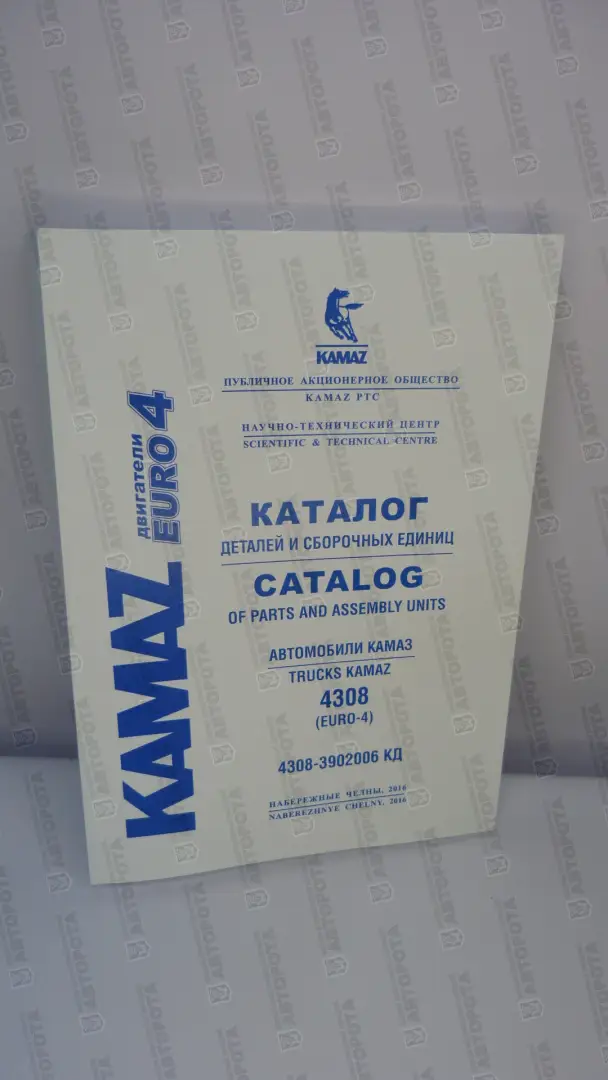 KAMAZ
ПУБЛИЧНОЕ АКЦИОНЕРНОЕ ОБЩЕСТВО
KAMAZ PTC
НАУЧНО-ТЕХНИЧЕСКИЙ ЦЕНТР
SCIENTIFIC & TECHNICAL CENTRE
КАТАЛОГ
ДЕТАЛЕЙ И СБОРОЧНЫХ ЕДИНИЦ
CATALOG
OF PARTS AND ASSEMBLY UNITS
АВТОМОБИЛИ КАМАЗ
TRUCKS KAMAZ
4308
(EURO-4)
4308-3902006 КД
НАБЕРЕЖНЫЕ ЧЕЛНЫ, 2016
NABEREZHNYE CHELNY, 2016
KAMAZ
двигатели
EURO 4
АВТОРОТА